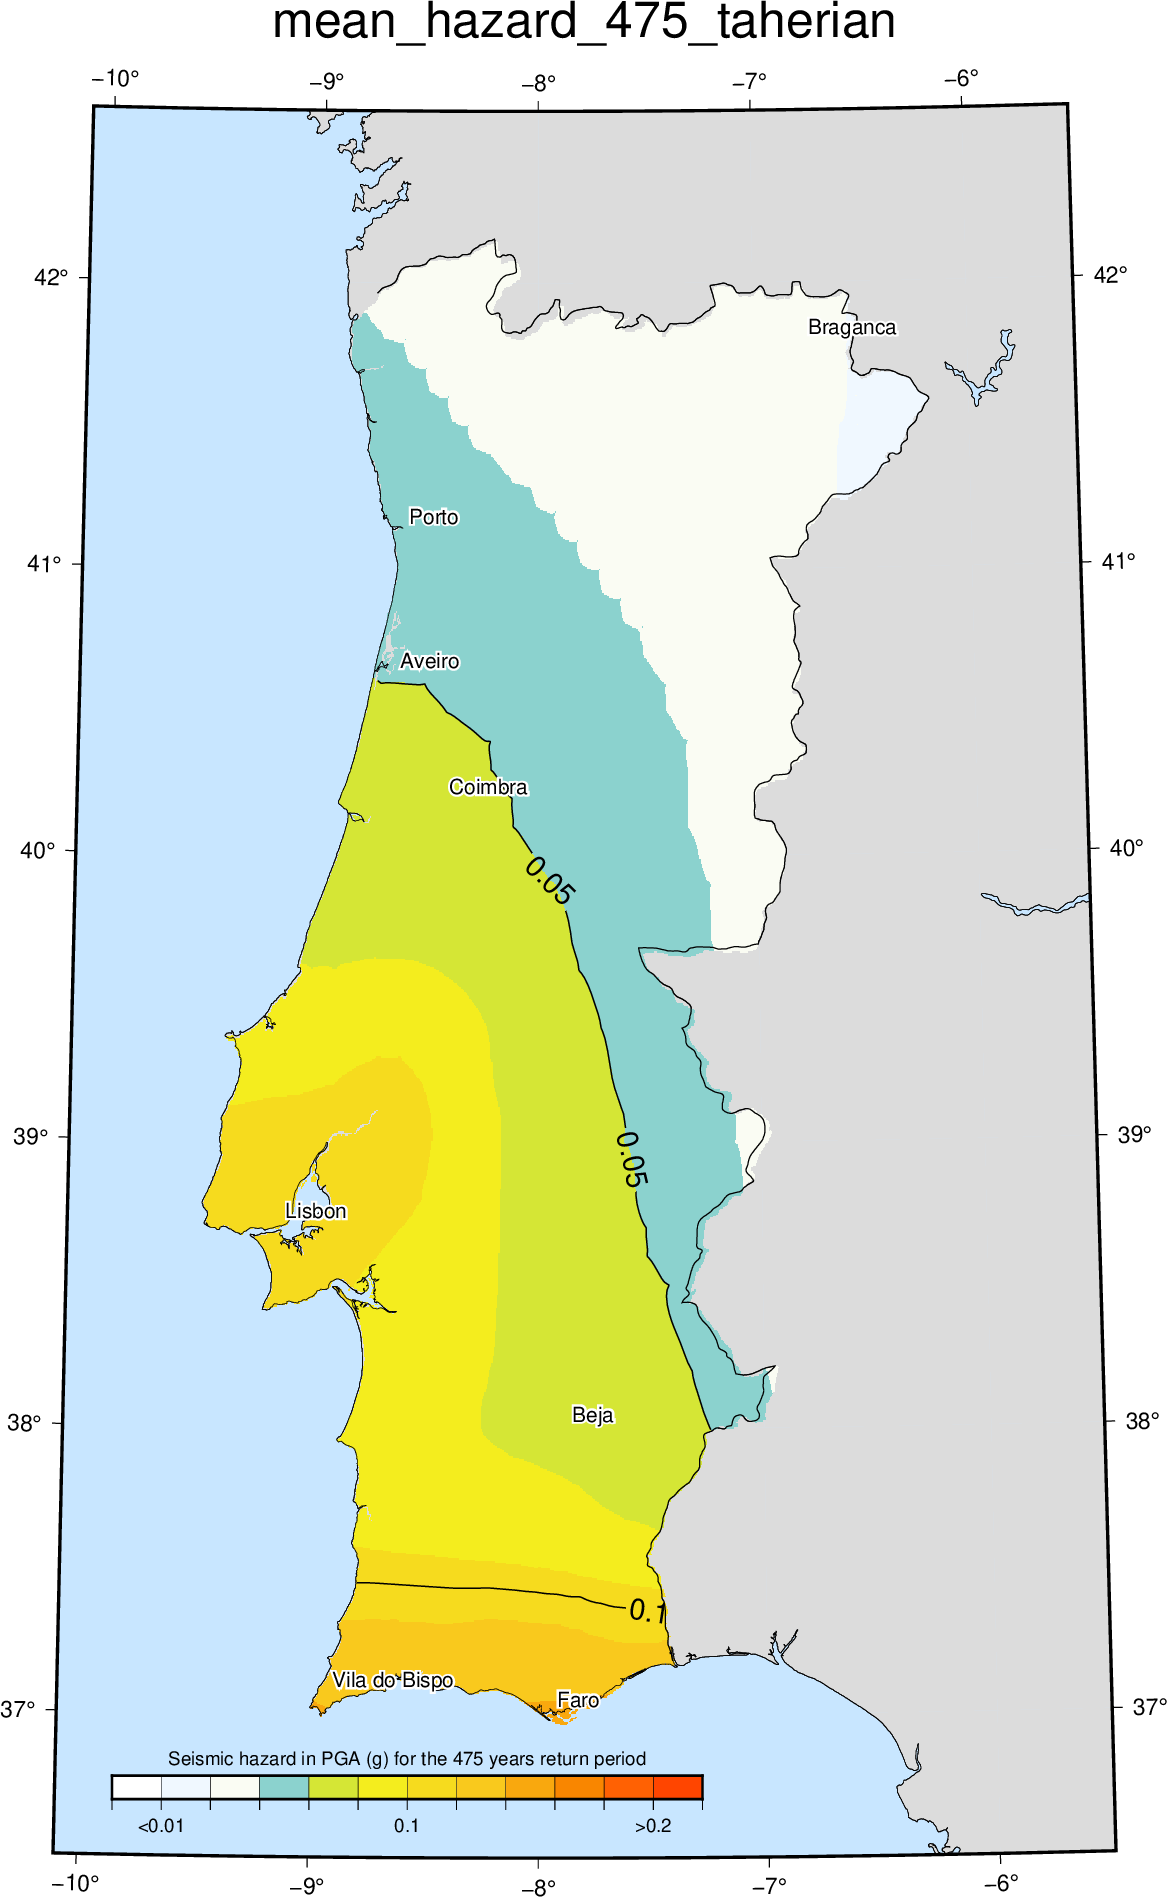 mean_hazard_475_taherian
−10° −9° −8° −7° −6°
42° 42°
Braganca
Porto
41° 41°
Aveiro
Coimbra
40° 40°
0.05
39° 0.05 39°
Lisbon
38° Beja 38°
0.1
Vila do Bispo
Faro
37° 37°
Seismic hazard in PGA (g) for the 475 years return period
<0.01 0.1 >0.2
−10° −9° −8° −7° −6°